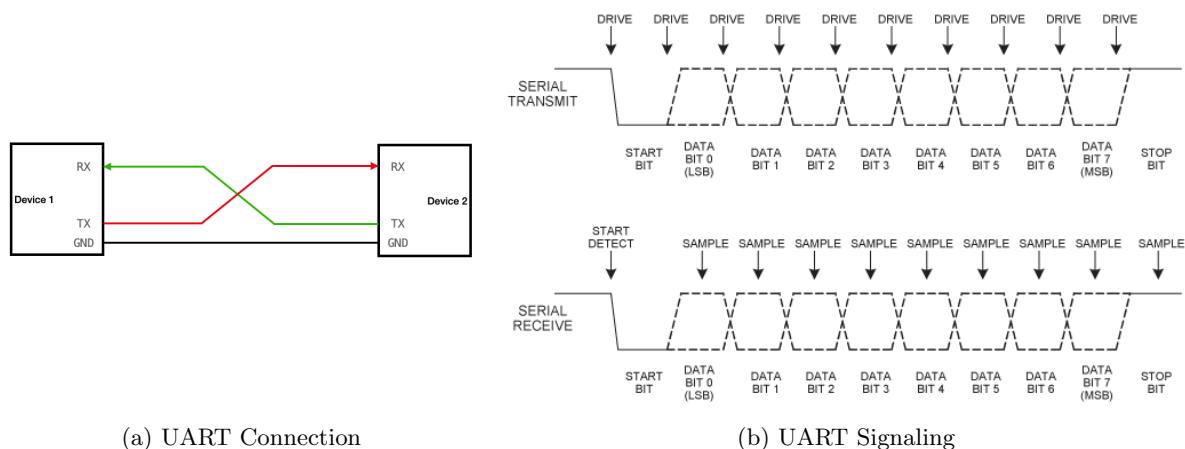 RX
Device 1
TX
GND
RX
Device 2
TX
GND
(a) UART Connection
DRIVE DRIVE DRIVE DRIVE DRIVE DRIVE DRIVE DRIVE DRIVE DRIVE
SERIAL
TRANSMIT
START
BIT
DATA
BIT 0
(LSB)
DATA
BIT 1
DATA
BIT 2
DATA
BIT 3
DATA
BIT 4
DATA
BIT 5
DATA
BIT 6
DATA
BIT 7
(MSB)
STOP
BIT
START
DETECT
SAMPLE SAMPLE SAMPLE SAMPLE SAMPLE SAMPLE SAMPLE SAMPLE SAMPLE
SERIAL
RECEIVE
START
BIT
DATA
BIT 0
(LSB)
DATA
BIT 1
DATA
BIT 2
DATA
BIT 3
DATA
BIT 4
DATA
BIT 5
DATA
BIT 6
DATA
BIT 7
(MSB)
STOP
BIT
(b) UART Signaling